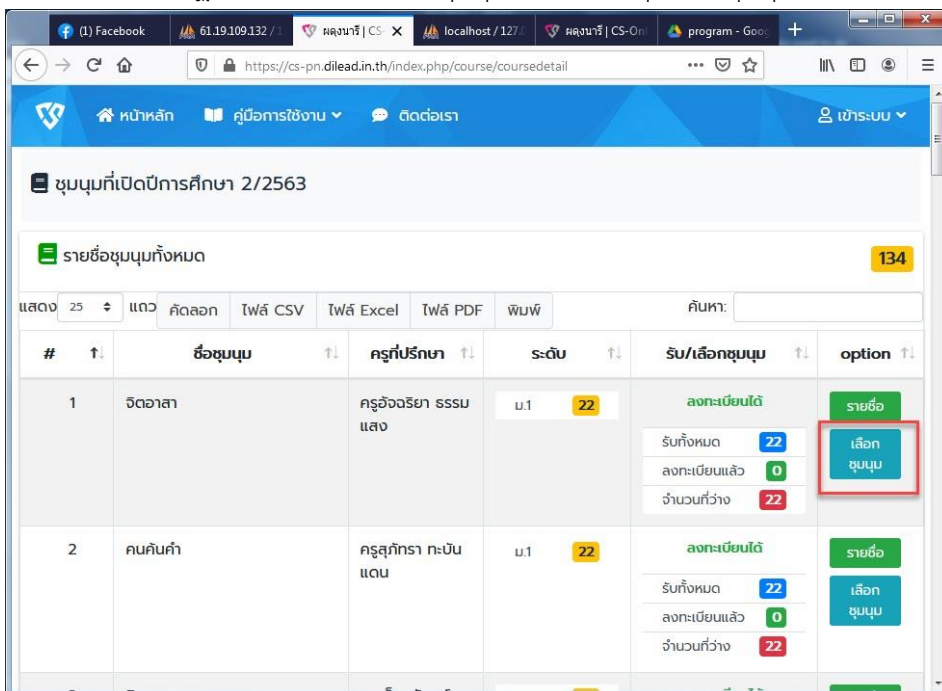 (1) Facebook
61.19.109.132 / 1
ผดุงนารี | CS-
localhost / 127.
ผดุงนารี | CS-Onl
program - Goog
https://cs-pn.dilead.in.th/index.php/course/coursedetail
หน้าหลัก คู่มือการใช้งาน ติดต่อเรา เข้าระบบ
ชุมนุมที่เปิดปีการศึกษา 2/2563
รายชื่อชุมนุมทั้งหมด 134
แสดง 25 แถว คัดลอก ไฟล์ CSV ไฟล์ Excel ไฟล์ PDF พิมพ์ ค้นหา:
# ชื่อชุมนุม ครูที่ปรึกษา ระดับ รับ/เลือกชุมนุม option
1 จิตอาสา ครูอัจฉริยา ธรรม ม.1 22 ลงทะเบียนได้ รายชื่อ
แสง
รับทั้งหมด 22 เลือก
ลงทะเบียนแล้ว 0 ชุมนุม
จำนวนที่ว่าง 22
2 คนค้นคำ ครูสุภัทรา ทะบัน ม.1 22 ลงทะเบียนได้ รายชื่อ
แดน
รับทั้งหมด 22 เลือก
ลงทะเบียนแล้ว 0 ชุมนุม
จำนวนที่ว่าง 22